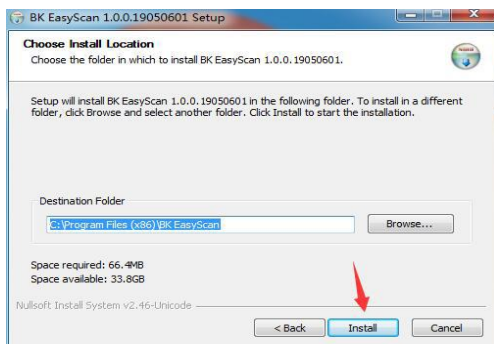 BK EasyScan 1.0.0.19050601 Setup
Choose Install Location
Choose the folder in which to install BK EasyScan 1.0.0.19050601.
Setup will install BK EasyScan 1.0.0.19050601 in the following folder. To install in a different
folder, click Browse and select another folder. Click Install to start the installation.
Destination Folder
C:\Program Files (x86)\BK EasyScan
Browse...
Space required: 66.4MB
Space available: 33.8GB
Nullsoft Install System v2.46-Unicode
< Back
Install
Cancel